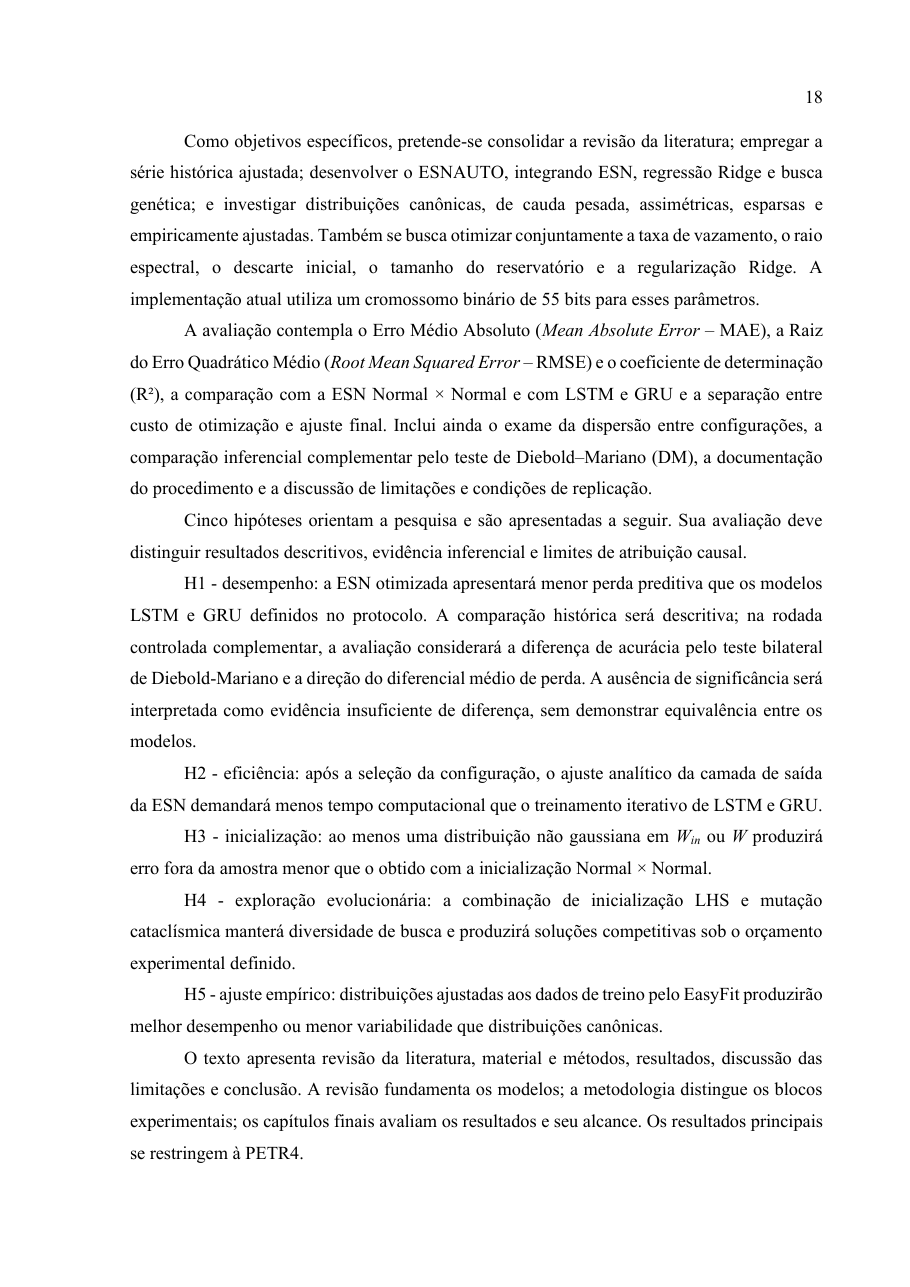 18
Como objetivos específicos, pretende-se consolidar a revisão da literatura; empregar a
série histórica ajustada; desenvolver o ESNAUTO, integrando ESN, regressão Ridge e busca
genética; e investigar distribuições canônicas, de cauda pesada, assimétricas, esparsas e
empiricamente ajustadas. Também se busca otimizar conjuntamente a taxa de vazamento, o raio
espectral, o descarte inicial, o tamanho do reservatório e a regularização Ridge. A
implementação atual utiliza um cromossomo binário de 55 bits para esses parâmetros.
A avaliação contempla o Erro Médio Absoluto (Mean Absolute Error – MAE), a Raiz
do Erro Quadrático Médio (Root Mean Squared Error – RMSE) e o coeficiente de determinação
(R²), a comparação com a ESN Normal × Normal e com LSTM e GRU e a separação entre
custo de otimização e ajuste final. Inclui ainda o exame da dispersão entre configurações, a
comparação inferencial complementar pelo teste de Diebold–Mariano (DM), a documentação
do procedimento e a discussão de limitações e condições de replicação.
Cinco hipóteses orientam a pesquisa e são apresentadas a seguir. Sua avaliação deve
distinguir resultados descritivos, evidência inferencial e limites de atribuição causal.
H1 - desempenho: a ESN otimizada apresentará menor perda preditiva que os modelos
LSTM e GRU definidos no protocolo. A comparação histórica será descritiva; na rodada
controlada complementar, a avaliação considerará a diferença de acurácia pelo teste bilateral
de Diebold-Mariano e a direção do diferencial médio de perda. A ausência de significância será
interpretada como evidência insuficiente de diferença, sem demonstrar equivalência entre os
modelos.
H2 - eficiência: após a seleção da configuração, o ajuste analítico da camada de saída
da ESN demandará menos tempo computacional que o treinamento iterativo de LSTM e GRU.
H3 - inicialização: ao menos uma distribuição não gaussiana em Win ou W produzirá
erro fora da amostra menor que o obtido com a inicialização Normal × Normal.
H4 - exploração evolucionária: a combinação de inicialização LHS e mutação
cataclísmica manterá diversidade de busca e produzirá soluções competitivas sob o orçamento
experimental definido.
H5 - ajuste empírico: distribuições ajustadas aos dados de treino pelo EasyFit produzirão
melhor desempenho ou menor variabilidade que distribuições canônicas.
O texto apresenta revisão da literatura, material e métodos, resultados, discussão das
limitações e conclusão. A revisão fundamenta os modelos; a metodologia distingue os blocos
experimentais; os capítulos finais avaliam os resultados e seu alcance. Os resultados principais
se restringem à PETR4.